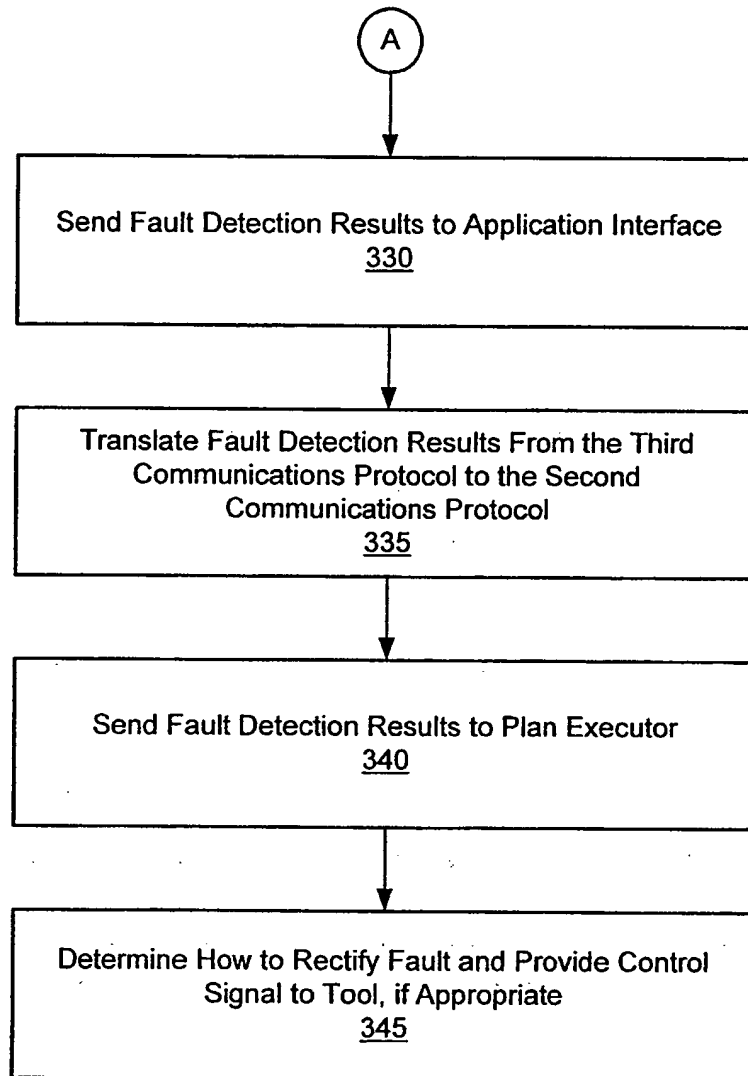 A
Send Fault Detection Results to Application Interface
330
Translate Fault Detection Results From the Third
Communications Protocol to the Second
Communications Protocol
335
Send Fault Detection Results to Plan Executor
340
Determine How to Rectify Fault and Provide Control
Signal to Tool, if Appropriate
345